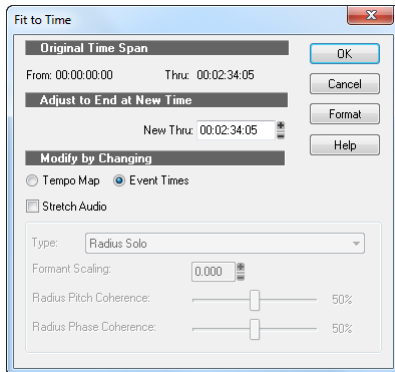 Fit to Time
Original Time Span
OK
From: 00:00:00:00 Thru: 00:02:34:05
Cancel
Adjust to End at New Time
Format
New Thru: 00:02:34:05
Help
Modify by Changing
Tempo Map Event Times
Stretch Audio
Type: Radius Solo
Formant Scaling: 0.000
Radius Pitch Coherence: 50%
Radius Phase Coherence: 50%